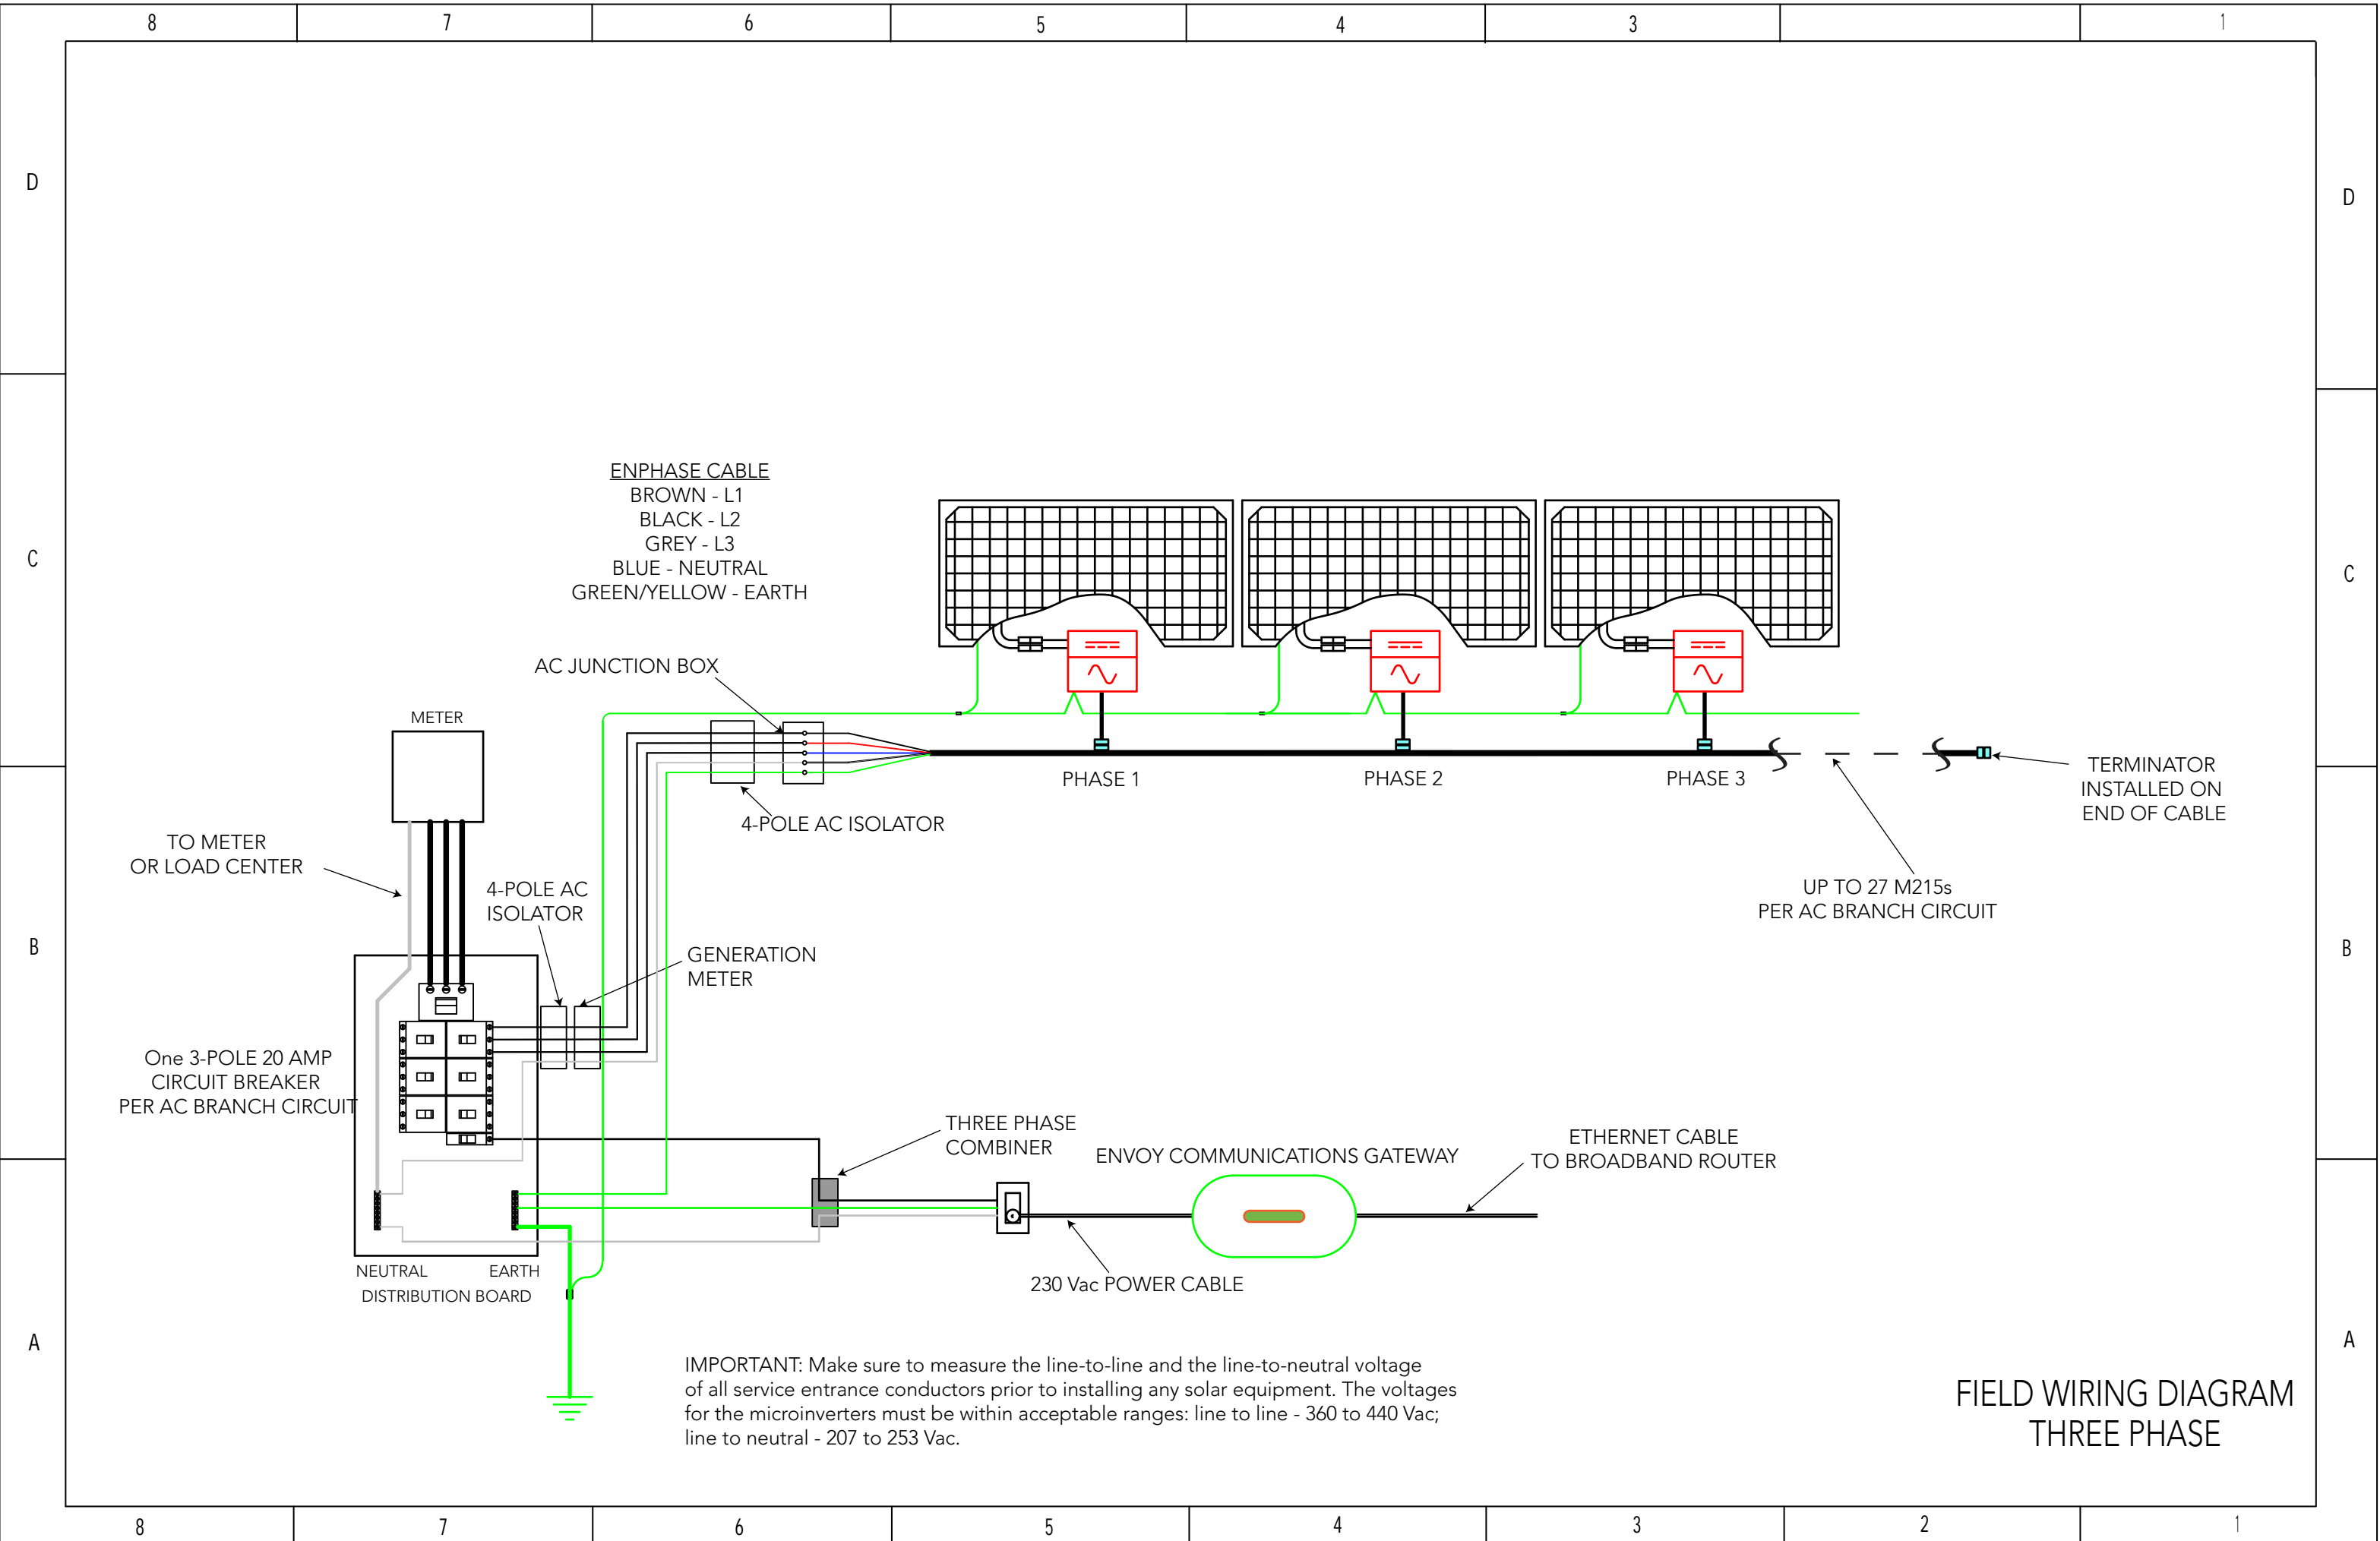 8 7 6 5 4 3 1
D
D
ENPHASE CABLE
BROWN - L1
BLACK - L2
GREY - L3
BLUE - NEUTRAL
GREEN/YELLOW - EARTH
C
C
AC JUNCTION BOX
METER
PHASE 1
PHASE 2
PHASE 3
TERMINATOR
INSTALLED ON
END OF CABLE
4-POLE AC ISOLATOR
TO METER
OR LOAD CENTER
4-POLE AC
ISOLATOR
UP TO 27 M215s
PER AC BRANCH CIRCUIT
B
B
GENERATION
METER
One 3-POLE 20 AMP
CIRCUIT BREAKER
PER AC BRANCH CIRCUIT
THREE PHASE
COMBINER
ENVOY COMMUNICATIONS GATEWAY
ETHERNET CABLE
TO BROADBAND ROUTER
NEUTRAL
EARTH
DISTRIBUTION BOARD
230 Vac POWER CABLE
A
A
IMPORTANT: Make sure to measure the line-to-line and the line-to-neutral voltage
of all service entrance conductors prior to installing any solar equipment. The voltages
for the microinverters must be within acceptable ranges: line to line - 360 to 440 Vac;
line to neutral - 207 to 253 Vac.
FIELD WIRING DIAGRAM
THREE PHASE
8 7 6 5 4 3 2 1